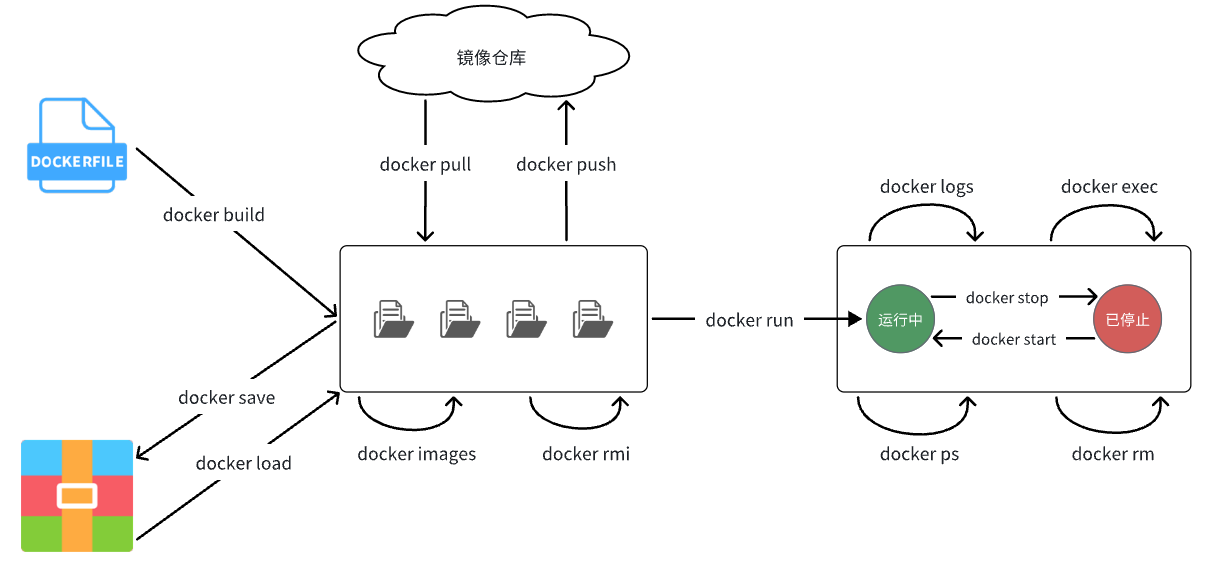 镜像仓库
DOCKERFILE
docker pull
docker push
docker build
docker logs
docker exec
运行中
docker stop
已停止
docker run
docker start
docker save
docker load
docker images
docker rmi
docker ps
docker rm